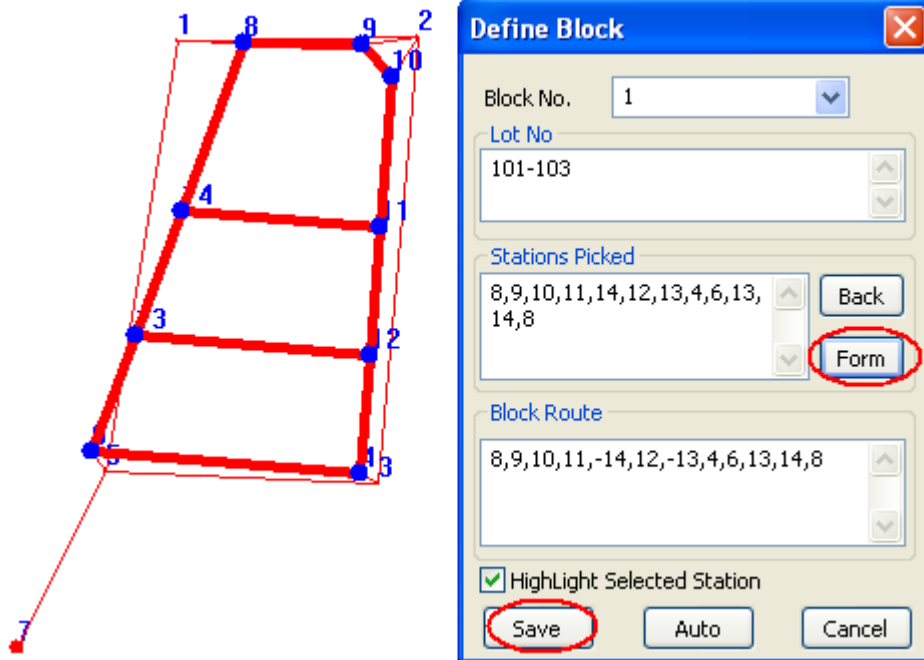 1 8 9 2
10
4 11
3 12
5 3
7
Define Block
Block No. 1
Lot No
101-103
Stations Picked
8,9,10,11,14,12,13,4,6,13,
14,8
Back
Form
Block Route
8,9,10,11,-14,12,-13,4,6,13,14,8
HighLight Selected Station
Save Auto Cancel